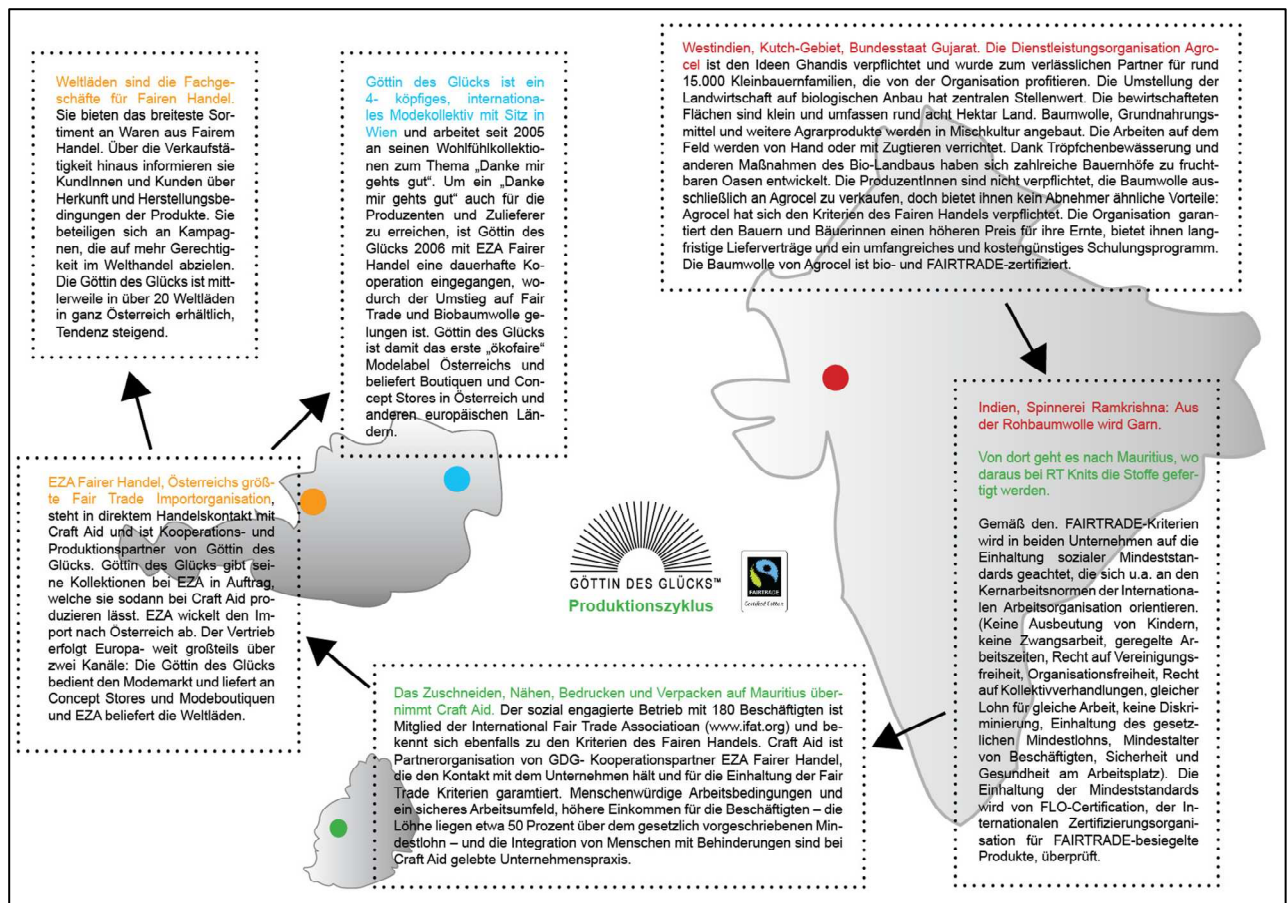 Weltläden sind die Fachge-
schäfte für Fairen Handel.
Sie bieten das breiteste Sor-
timent an Waren aus Fairem
Handel. Über die Verkaufstä-
tigkeit hinaus informieren sie
KundInnen und Kunden über
Herkunft und Herstellungsbe-
dingungen der Produkte. Sie
beteiligen sich an Kampag-
nen, die auf mehr Gerechtig-
keit im Welthandel abzielen.
Die Göttin des Glücks ist mitt-
lerweile in über 20 Weltläden
in ganz Österreich erhältlich,
Tendenz steigend.
Göttin des Glücks ist ein
4- köpfiges, internationa-
les Modekollektiv mit Sitz in
Wien und arbeitet seit 2005
an seinen Wohlfühlkollektio-
nen zum Thema „Danke mir
gehts gut“. Um ein „Danke
mir gehts gut“ auch für die
Produzenten und Zulieferer
zu erreichen, ist Göttin des
Glücks 2006 mit EZA Fairer
Handel eine dauerhafte Ko-
operation eingegangen, wo-
durch der Umstieg auf Fair
Trade und Biobaumwolle ge-
lungen ist. Göttin des Glücks
ist damit das erste „ökofaire“
Modelabel Österreichs und
beliefert Boutiquen und Con-
cept Stores in Österreich und
anderen europäischen Län-
dern.
Westindien, Kutch-Gebiet, Bundesstaat Gujarat. Die Dienstleistungsorganisation Agro-
cel ist den Ideen Ghandis verpflichtet und wurde zum verlässlichen Partner für rund
15.000 Kleinbauernfamilien, die von der Organisation profitieren. Die Umstellung der
Landwirtschaft auf biologischen Anbau hat zentralen Stellenwert. Die bewirtschafteten
Flächen sind klein und umfassen rund acht Hektar Land. Baumwolle, Grundnahrungs-
mittel und weitere Agrarprodukte werden in Mischkultur angebaut. Die Arbeiten auf dem
Feld werden von Hand oder mit Zugtieren verrichtet. Dank Tröpfchenbewässerung und
anderen Maßnahmen des Bio-Landbaus haben sich zahlreiche Bauernhöfe zu frucht-
baren Oasen entwickelt. Die ProduzentInnen sind nicht verpflichtet, die Baumwolle aus-
schließlich an Agrocel zu verkaufen, doch bietet ihnen kein Abnehmer ähnliche Vorteile:
Agrocel hat sich den Kriterien des Fairen Handels verpflichtet. Die Organisation garan-
tiert den Bauern und Bäuerinnen einen höheren Preis für ihre Ernte, bietet ihnen lang-
fristige Lieferverträge und ein umfangreiches und kostengünstiges Schulungsprogramm.
Die Baumwolle von Agrocel ist bio- und FAIRTRADE-zertifiziert.
Indien, Spinnerei Ramkrishna: Aus
der Rohbaumwolle wird Garn.
Von dort geht es nach Mauritius, wo
daraus bei RT Knits die Stoffe gefer-
tigt werden.
Gemäß den. FAIRTRADE-Kriterien
wird in beiden Unternehmen auf die
Einhaltung sozialer Mindeststan-
dards geachtet, die sich u.a. an den
Kernarbeitsnormen der Internationa-
len Arbeitsorganisation orientieren.
(Keine Ausbeutung von Kindern,
keine Zwangsarbeit, geregelte Ar-
beitszeiten, Recht auf Vereinigungs-
freiheit, Organisationsfreiheit, Recht
auf Kollektivverhandlungen, gleicher
Lohn für gleiche Arbeit, keine Diskri-
minierung, Einhaltung des gesetz-
lichen Mindestlohns, Mindestalter
von Beschäftigten, Sicherheit und
Gesundheit am Arbeitsplatz). Die
Einhaltung der Mindeststandards
wird von FLO-Certification, der In-
ternationalen Zertifizierungsorgani-
sation für FAIRTRADE-besiegelte
Produkte, überprüft.
EZA Fairer Handel, Österreichs größ-
te Fair Trade Importorganisation,
steht in direktem Handelskontakt mit
Craft Aid und ist Kooperations- und
Produktionspartner von Göttin des
Glücks. Göttin des Glücks gibt sei-
ne Kollektionen bei EZA in Auftrag,
welche sie sodann bei Craft Aid pro-
duzieren lässt. EZA wickelt den Im-
port nach Österreich ab. Der Vertrieb
erfolgt Europa- weit großteils über
zwei Kanäle: Die Göttin des Glücks
bedient den Modemarkt und liefert an
Concept Stores und Modeboutiquen
und EZA beliefert die Weltläden.
GÖTTIN DES GLÜCKS™
Produktionszyklus
FAIRTRADE
Certified Cotton
Das Zuschneiden, Nähen, Bedrucken und Verpacken auf Mauritius über-
nimmt Craft Aid. Der sozial engagierte Betrieb mit 180 Beschäftigten ist
Mitglied der International Fair Trade Associatioan (www.ifat.org) und be-
kennt sich ebenfalls zu den Kriterien des Fairen Handels. Craft Aid ist
Partnerorganisation von GDG- Kooperationspartner EZA Fairer Handel,
die den Kontakt mit dem Unternehmen hält und für die Einhaltung der Fair
Trade Kriterien garamtiert. Menschenwürdige Arbeitsbedingungen und
ein sicheres Arbeitsumfeld, höhere Einkommen für die Beschäftigten – die
Löhne liegen etwa 50 Prozent über dem gesetzlich vorgeschriebenen Min-
destlohn – und die Integration von Menschen mit Behinderungen sind bei
Craft Aid gelebte Unternehmenspraxis.